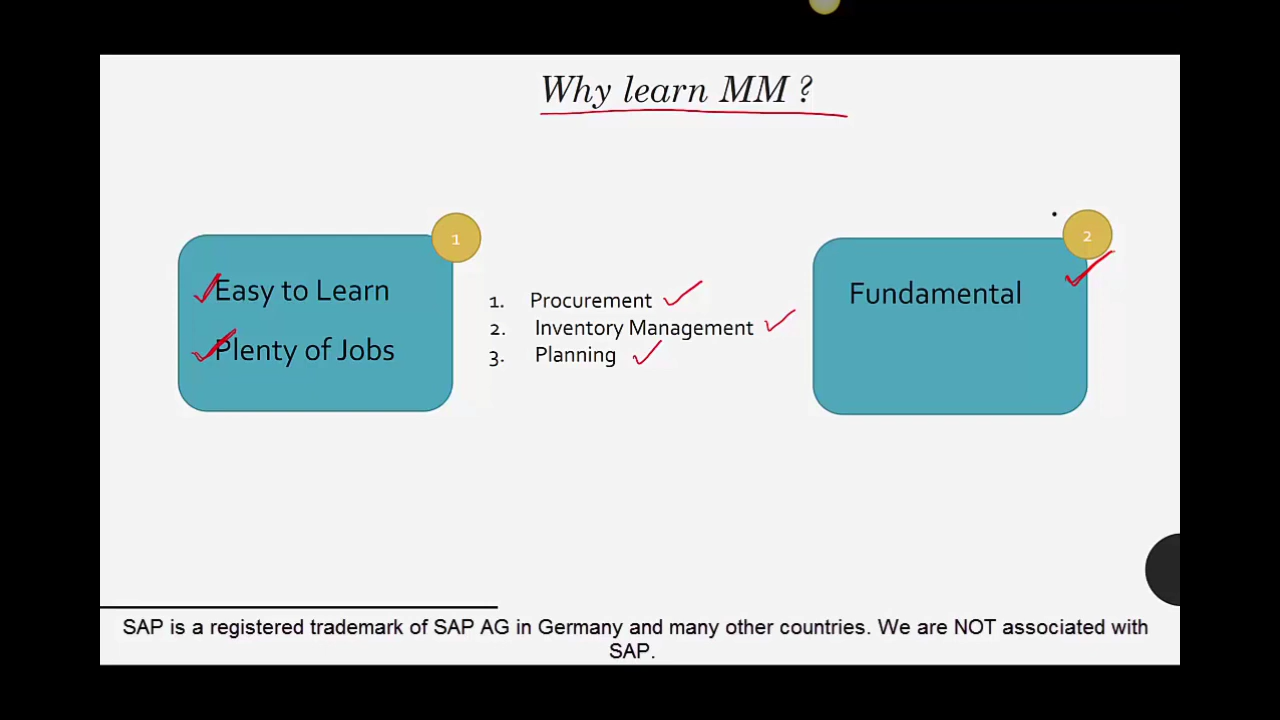 Why learn MM ?
1
Easy to Learn
Plenty of Jobs
1. Procurement
2. Inventory Management
3. Planning
2
Fundamental
SAP is a registered trademark of SAP AG in Germany and many other countries. We are NOT associated with
SAP.